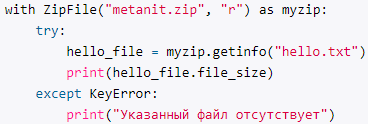 with ZipFile("metanit.zip", "r") as myzip:
    try:
        hello_file = myzip.getinfo("hello.txt")
        print(hello_file.file_size)
    except KeyError:
        print("Указанный файл отсутствует")